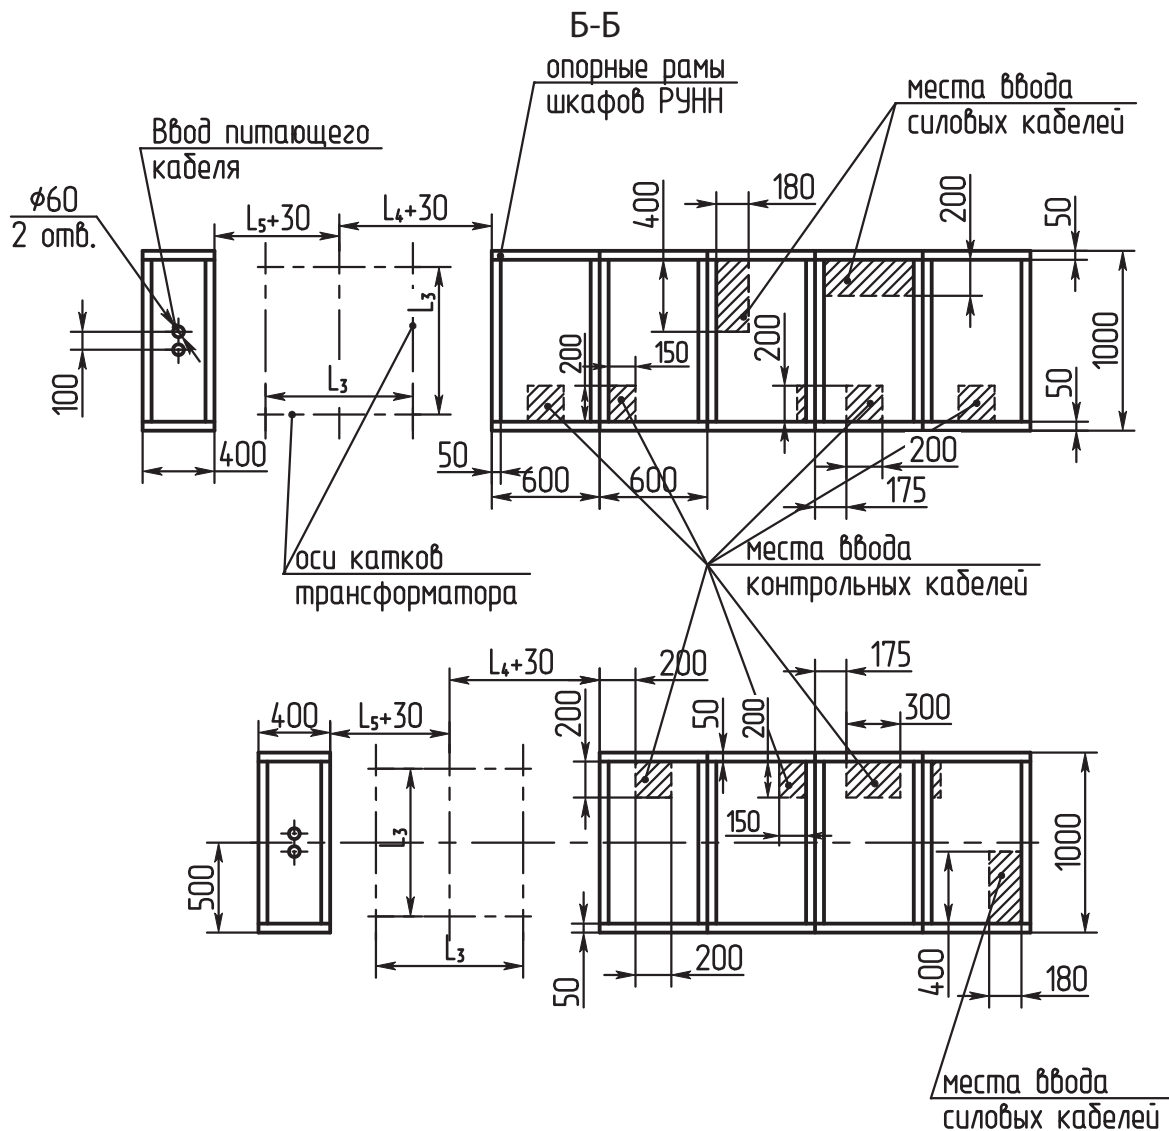 Б-Б
опорные рамы
шкафов РУНН
места ввода
силовых кабелей
Ввод питающего
кабеля
ϕ60
2 отв.
L₅+30
L₄+30
400
180
200
50
L₃
100
L₃
200
150
200
1000
50
400
50
600
600
200
175
оси катков
трансформатора
места ввода
контрольных кабелей
L₄+30
200
175
400
L₅+30
200
50
200
300
L₃
150
1000
500
L₃
50
200
400
180
места ввода
силовых кабелей